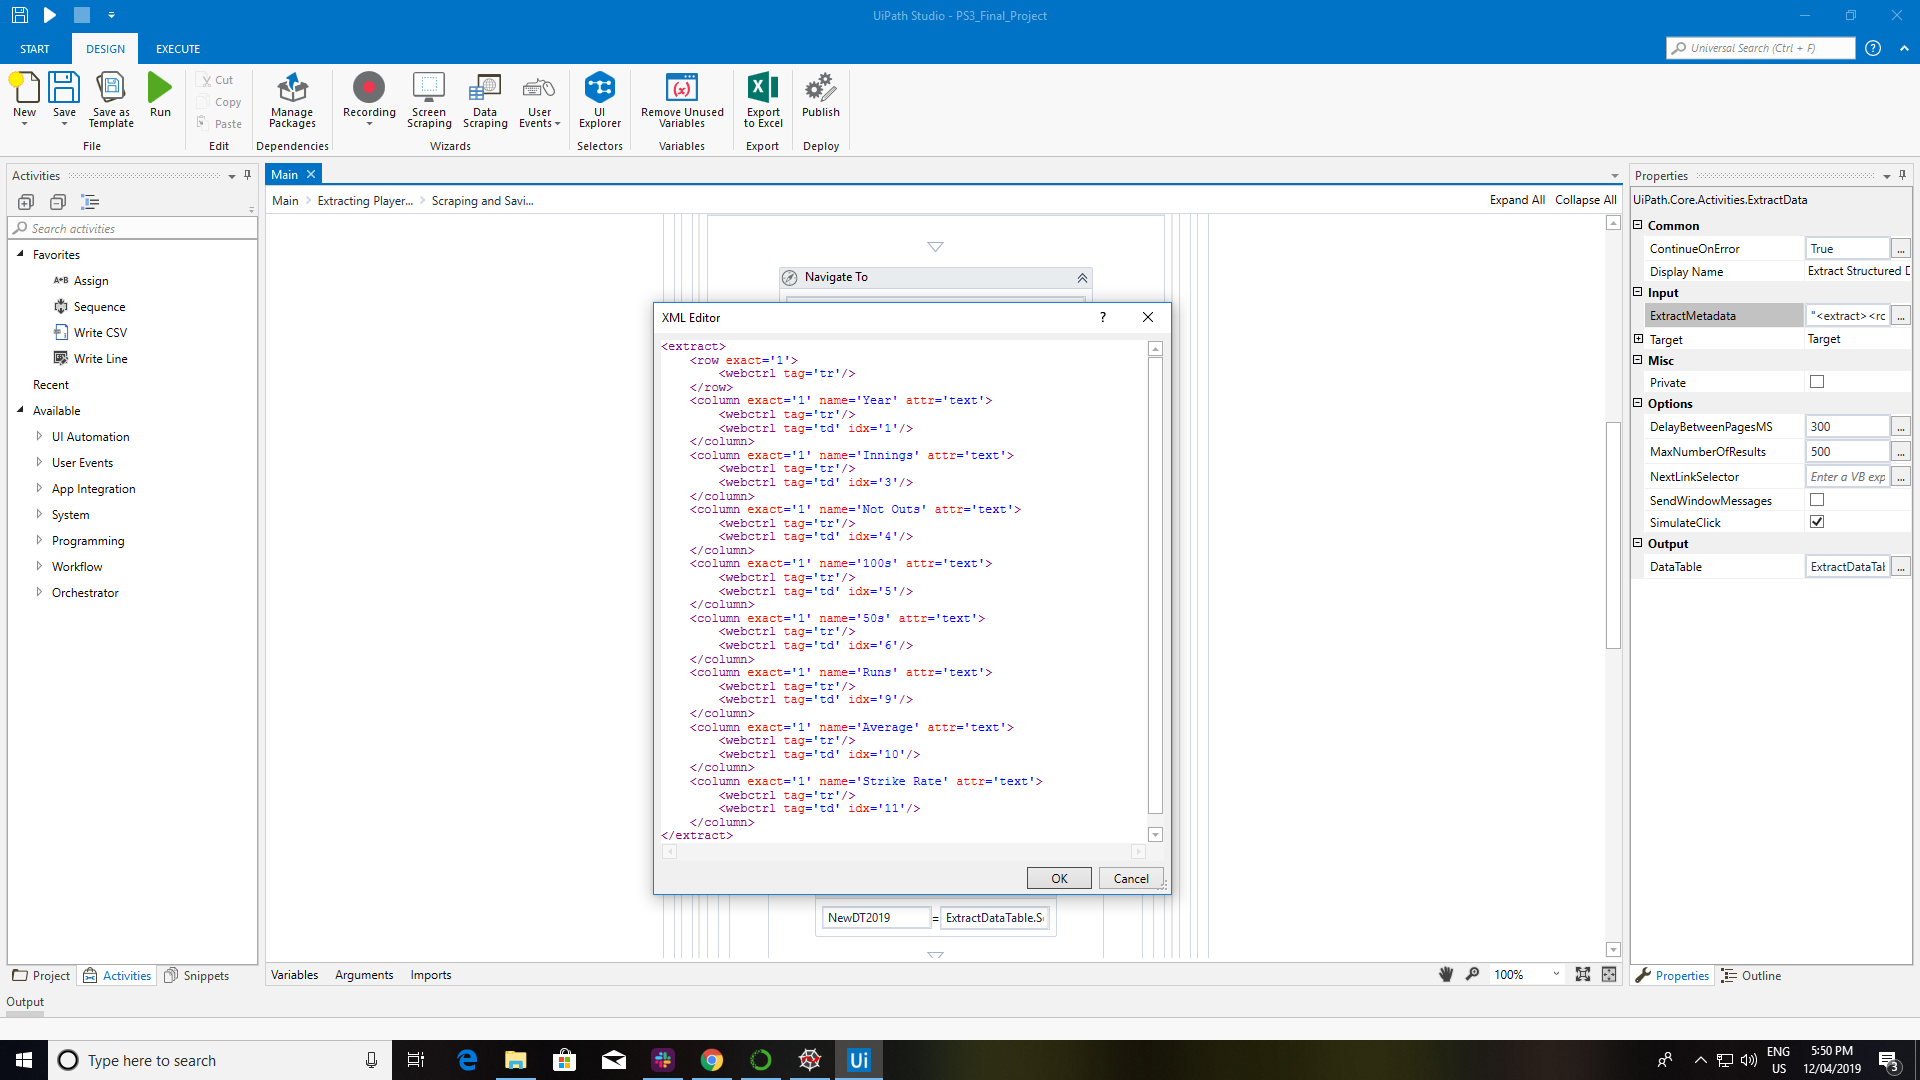 UiPath Studio - PS3_Final_Project
START DESIGN EXECUTE
Universal Search (Ctrl + F)
New
Save
Save as Template
Run
Cut
Copy
Paste
Manage Packages
Recording
Screen Scraping
Data Scraping
User Events
UI Explorer
Remove Unused Variables
Export to Excel
Publish
File Edit Dependencies Wizards Selectors Variables Export Deploy
Activities
Search activities
Favorites
Assign
Sequence
Write CSV
Write Line
Recent
Available
UI Automation
User Events
App Integration
System
Programming
Workflow
Orchestrator
Project Activities Snippets
Output
Main
Main Extracting Player... Scraping and Savi...
Expand All Collapse All
Navigate To
XML Editor
?
<extract>
<row exact='1'>
<webctrl tag='tr'/>
</row>
<column exact='1' name='Year' attr='text'>
<webctrl tag='tr'/>
<webctrl tag='td' idx='1'/>
</column>
<column exact='1' name='Innings' attr='text'>
<webctrl tag='tr'/>
<webctrl tag='td' idx='3'/>
</column>
<column exact='1' name='Not Outs' attr='text'>
<webctrl tag='tr'/>
<webctrl tag='td' idx='4'/>
</column>
<column exact='1' name='100s' attr='text'>
<webctrl tag='tr'/>
<webctrl tag='td' idx='5'/>
</column>
<column exact='1' name='50s' attr='text'>
<webctrl tag='tr'/>
<webctrl tag='td' idx='6'/>
</column>
<column exact='1' name='Runs' attr='text'>
<webctrl tag='tr'/>
<webctrl tag='td' idx='9'/>
</column>
<column exact='1' name='Average' attr='text'>
<webctrl tag='tr'/>
<webctrl tag='td' idx='10'/>
</column>
<column exact='1' name='Strike Rate' attr='text'>
<webctrl tag='tr'/>
<webctrl tag='td' idx='11'/>
</column>
</extract>
OK Cancel
NewDT2019 = ExtractDataTable.Se
Variables Arguments Imports
100%
Properties
UiPath.Core.Activities.ExtractData
Common
ContinueOnError True ...
Display Name Extract Structured D
Input
ExtractMetadata "<extract><rc ...
Target Target
Misc
Private
Options
DelayBetweenPagesMS 300 ...
MaxNumberOfResults 500 ...
NextLinkSelector Enter a VB exp ...
SendWindowMessages
SimulateClick
Output
DataTable ExtractDataTab ...
Properties Outline
Type here to search
Ui
ENG
US
5:50 PM
12/04/2019
3